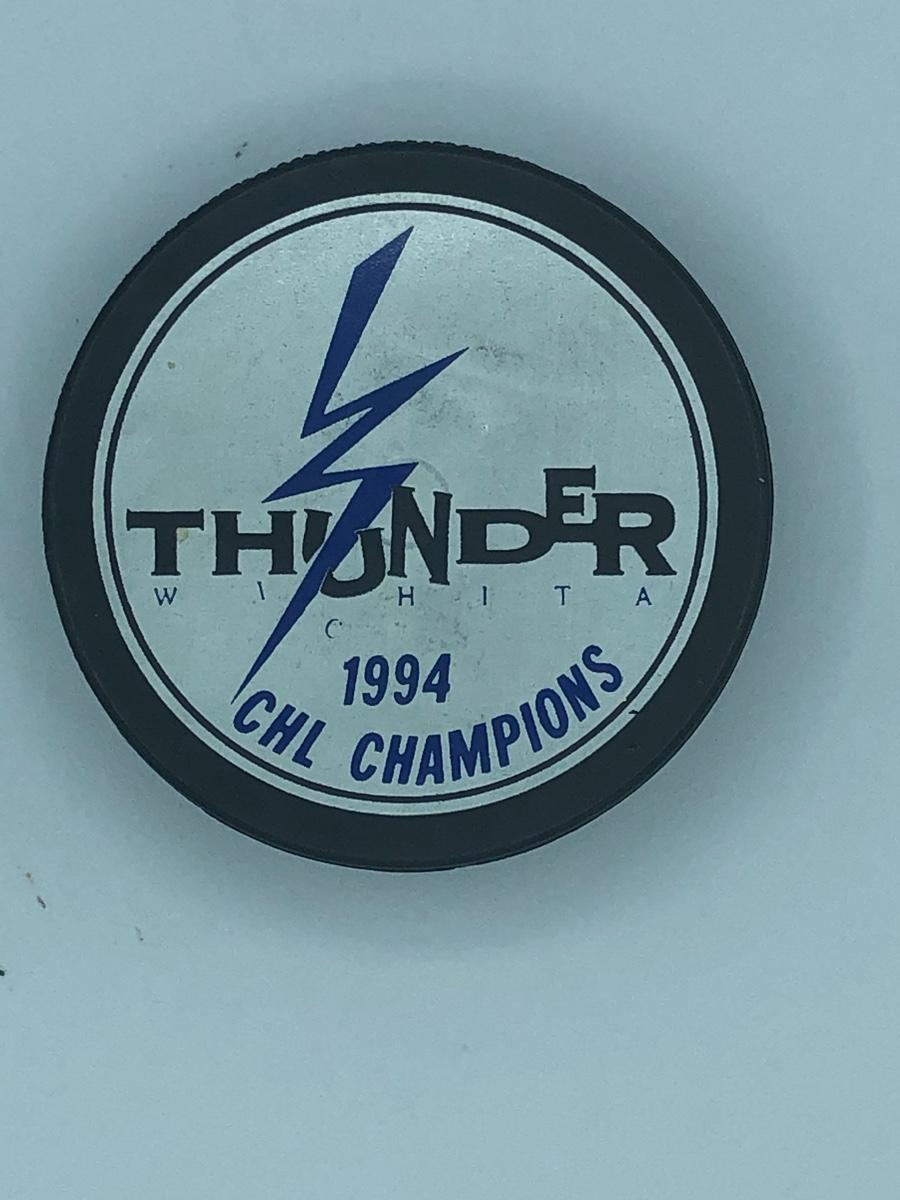 THUNDER
WICHITA
1994
CHL CHAMPIONS